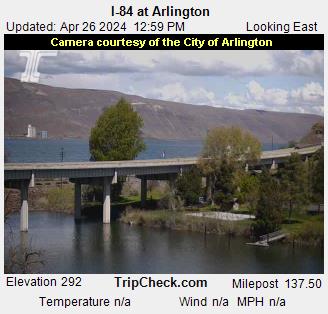 I-84 at Arlington
Updated: Apr 26 2024 12:59 PM Looking East
Camera courtesy of the City of Arlington
Elevation 292 TripCheck.com Milepost 137.50
Temperature n/a Wind n/a MPH n/a